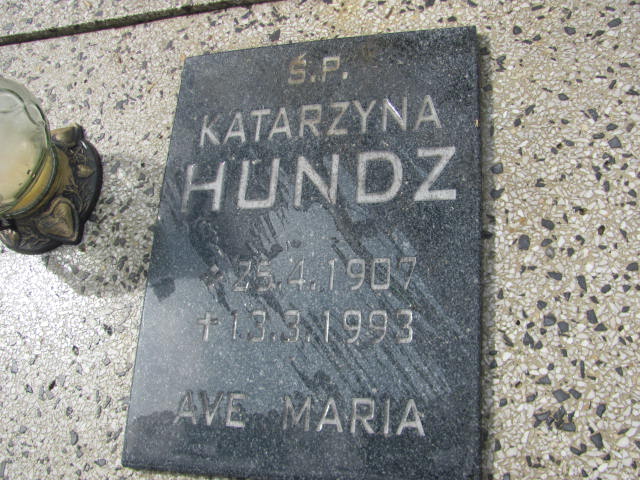 Ś.P.
KATARZYNA
HUNDZ
* 25.4.1907
✝ 13.3.1993
AVE MARIA